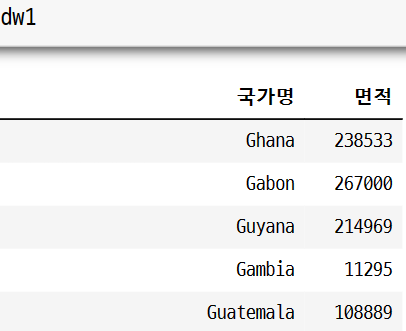 dw1
국가명 면적
Ghana 238533
Gabon 267000
Guyana 214969
Gambia 11295
Guatemala 108889